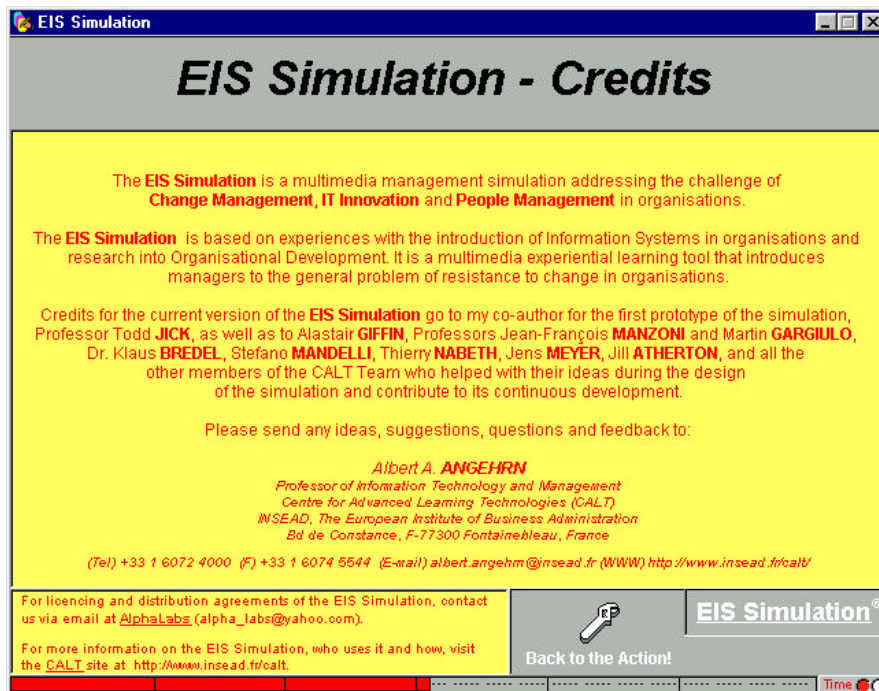 EIS Simulation
EIS Simulation - Credits
The EIS Simulation is a multimedia management simulation addressing the challenge of
Change Management, IT Innovation and People Management in organisations.
The EIS Simulation is based on experiences with the introduction of Information Systems in organisations and
research into Organisational Development. It is a multimedia experiential learning tool that introduces
managers to the general problem of resistance to change in organisations.
Credits for the current version of the EIS Simulation go to my co-author for the first prototype of the simulation,
Professor Todd JICK, as well as to Alastair GIFFIN, Professors Jean-François MANZONI and Martin GARGIULO,
Dr. Klaus BREDEL, Stefano MANDELLI, Thierry NABETH, Jens MEYER, Jill ATHERTON, and all the
other members of the CALT Team who helped with their ideas during the design
of the simulation and contribute to its continuous development.
Please send any ideas, suggestions, questions and feedback to:
Albert A. ANGEHRN
Professor of Information Technology and Management
Centre for Advanced Learning Technologies (CALT)
INSEAD, The European Institute of Business Administration
Bd de Constance, F-77300 Fontainebleau, France
(Tel) +33 1 6072 4000 (F) +33 1 6074 5544 (E-mail) albert.angehrn@insead.fr (WWW) http://www.insead.fr/calt/
For licencing and distribution agreements of the EIS Simulation, contact
us via email at AlphaLabs (alpha_labs@yahoo.com).
For more information on the EIS Simulation, who uses it and how, visit
the CALT site at http://www.insead.fr/calt.
Back to the Action!
EIS Simulation®
Time